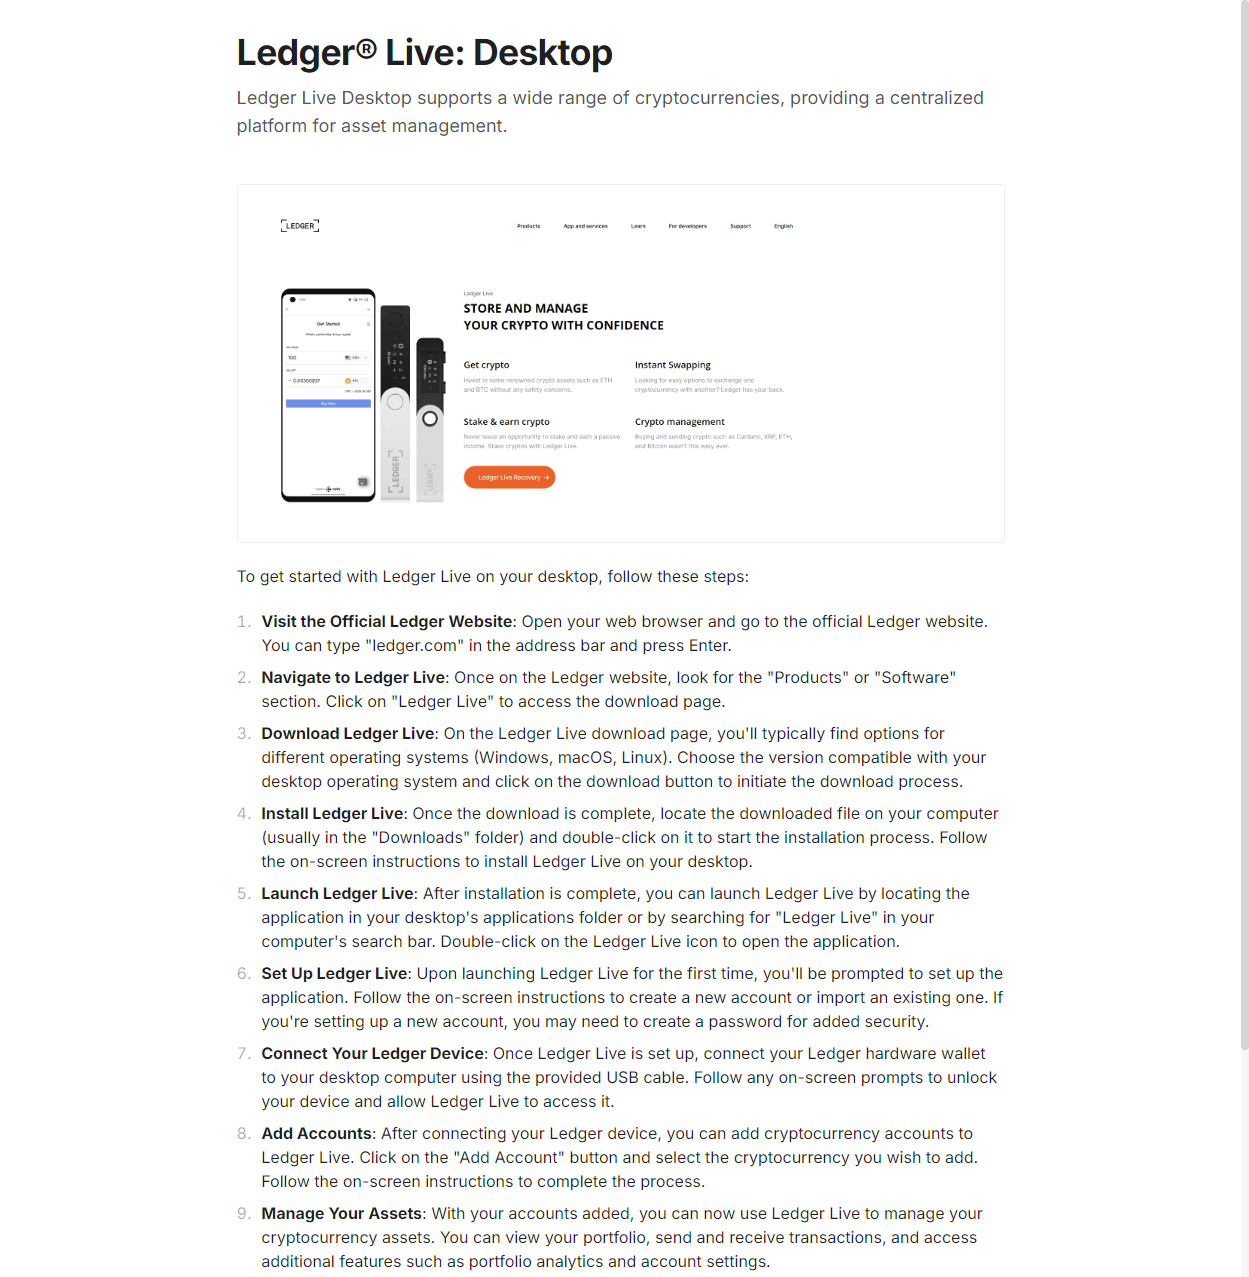 Ledger® Live: Desktop
Ledger Live Desktop supports a wide range of cryptocurrencies, providing a centralized
platform for asset management.
LEDGER
Products App and services Learn For developers Support English
Ledger Live
STORE AND MANAGE
YOUR CRYPTO WITH CONFIDENCE
Get crypto
Invest in some renowned crypto assets such as ETH
and BTC without any safety concerns.
Instant Swapping
Looking for easy options to exchange one
cryptocurrency with another? Ledger has your back.
Stake & earn crypto
Never leave an opportunity to stake and earn a passive
income. Stake cryptos with Ledger Live.
Crypto management
Buying and sending crypto such as Cardano, XRP, ETH,
and Bitcoin wasn't this easy ever.
Ledger Live Recovery →
Get Started
100
USD
0.00360837
Buy Now
LEDGER
LEDGER
To get started with Ledger Live on your desktop, follow these steps:
1. Visit the Official Ledger Website: Open your web browser and go to the official Ledger website.
You can type "ledger.com" in the address bar and press Enter.
2. Navigate to Ledger Live: Once on the Ledger website, look for the "Products" or "Software"
section. Click on "Ledger Live" to access the download page.
3. Download Ledger Live: On the Ledger Live download page, you'll typically find options for
different operating systems (Windows, macOS, Linux). Choose the version compatible with your
desktop operating system and click on the download button to initiate the download process.
4. Install Ledger Live: Once the download is complete, locate the downloaded file on your computer
(usually in the "Downloads" folder) and double-click on it to start the installation process. Follow
the on-screen instructions to install Ledger Live on your desktop.
5. Launch Ledger Live: After installation is complete, you can launch Ledger Live by locating the
application in your desktop's applications folder or by searching for "Ledger Live" in your
computer's search bar. Double-click on the Ledger Live icon to open the application.
6. Set Up Ledger Live: Upon launching Ledger Live for the first time, you'll be prompted to set up the
application. Follow the on-screen instructions to create a new account or import an existing one. If
you're setting up a new account, you may need to create a password for added security.
7. Connect Your Ledger Device: Once Ledger Live is set up, connect your Ledger hardware wallet
to your desktop computer using the provided USB cable. Follow any on-screen prompts to unlock
your device and allow Ledger Live to access it.
8. Add Accounts: After connecting your Ledger device, you can add cryptocurrency accounts to
Ledger Live. Click on the "Add Account" button and select the cryptocurrency you wish to add.
Follow the on-screen instructions to complete the process.
9. Manage Your Assets: With your accounts added, you can now use Ledger Live to manage your
cryptocurrency assets. You can view your portfolio, send and receive transactions, and access
additional features such as portfolio analytics and account settings.